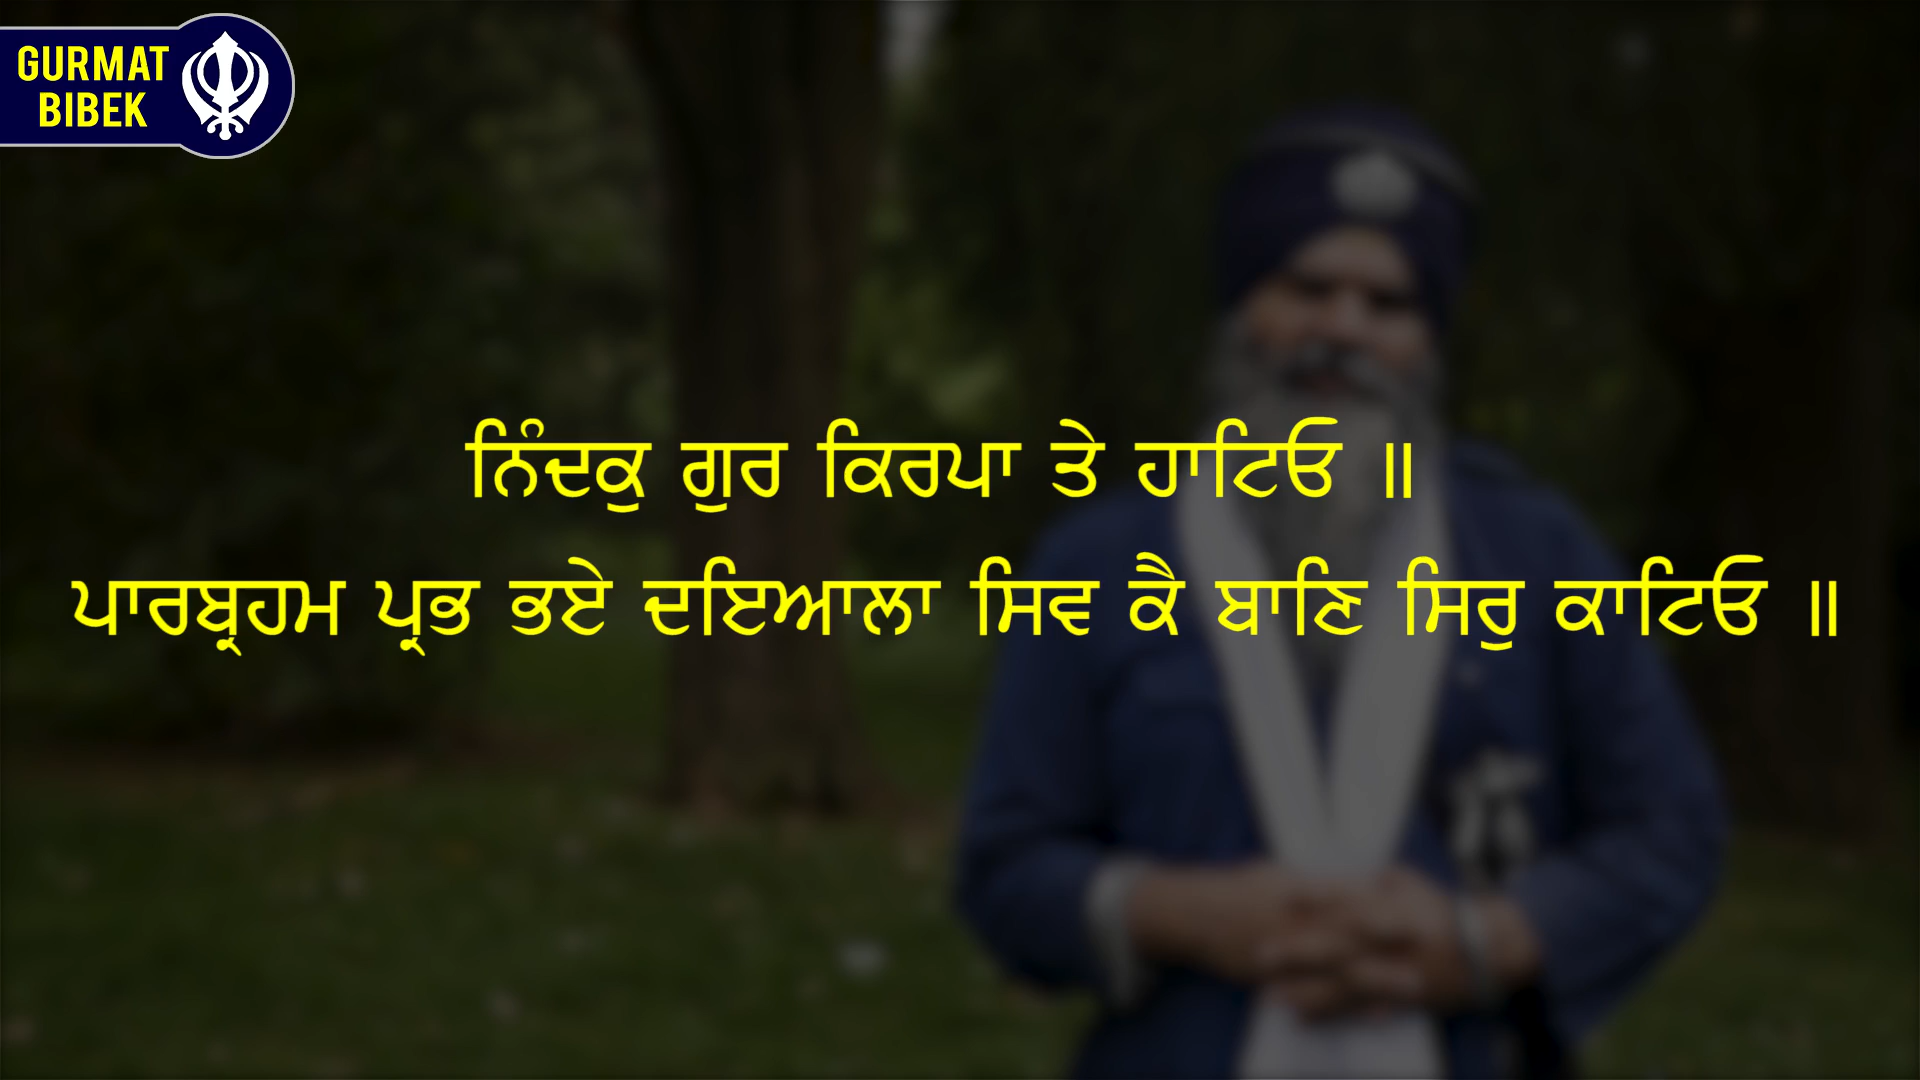 GURMAT
BIBEK
ਨਿੰਦਕੁ ਗੁਰ ਕਿਰਪਾ ਤੇ ਹਾਟਿਓ ॥
ਪਾਰਬ੍ਰਹਮ ਪ੍ਰਭ ਭਏ ਦਇਆਲਾ ਸਿਵ ਕੈ ਬਾਣਿ ਸਿਰੁ ਕਾਟਿਓ ॥